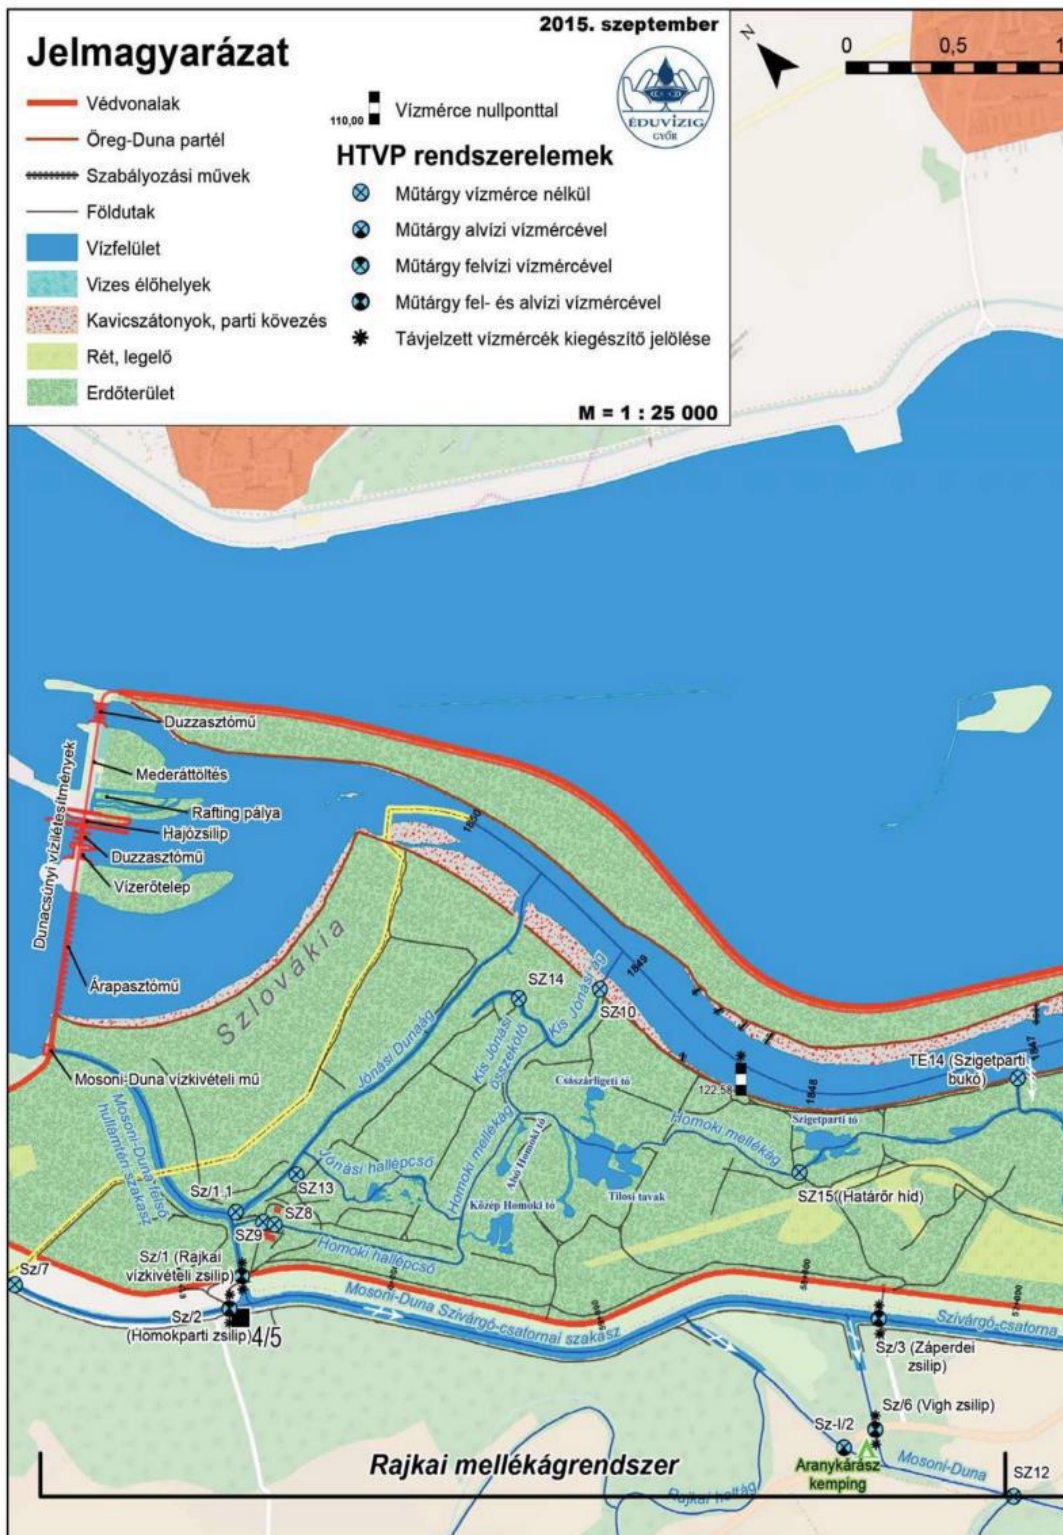 2015. szeptember
Jelmagyarázat
Védvonalak
Öreg-Duna partél
Szabályozási művek
Földutak
Vízfelület
Vizes élőhelyek
Kavicszátonyok, parti kövezés
Rét, legelő
Erdőterület
110,00
Vízmérce nullponttal
ÉDUVÍZIG
GYŐR
HTVP rendszerelemek
Műtárgy vízmérce nélkül
Műtárgy alvízi vízmércével
Műtárgy felvízi vízmércével
Műtárgy fel- és alvízi vízmércével
Távjelzett vízmércék kiegészítő jelölése
M = 1 : 25 000
N
0
0,5
1
Duzzasztómű
Mederáttöltés
Rafting pálya
Hajózsilip
Duzzasztómű
Vízerőtelep
Dunacsúnyi vízilétesítmények
Árapasztómű
Mosoni-Duna vízkivételi mű
Szlovákia
1850
1849
1848
1847
SZ14
SZ10
Jónási Dunaág
Kis Jónási
összekötő
Kis Jónási ág
Császárligeti tó
122,58
TE14 (Szigetparti
bukó)
Szigetparti tó
Homoki mellékág
Homoki mellékág
Alsó Homoki tó
Mosoni-Duna felső
hullámtéri szakasz
Jónási hallépcső
Sz/1.1
SZ13
SZ8
SZ9
Közép Homoki tó
Tilosi tavak
SZ15 (Határőr híd)
Homoki hallépcső
Sz/7
Sz/1 (Rajkai
vízkivételi zsilip)
Sz/2
(Homokparti zsilip)
4/5
Mosoni-Duna Szivárgó-csatornai szakasz
Szivárgó-csatorna
Sz/3 (Záperdei
zsilip)
Sz/6 (Vigh zsilip)
Sz-I/2
Aranykárász
kemping
Mosoni-Duna
SZ12
Rajkai mellékágrendszer
Rajkai holtág